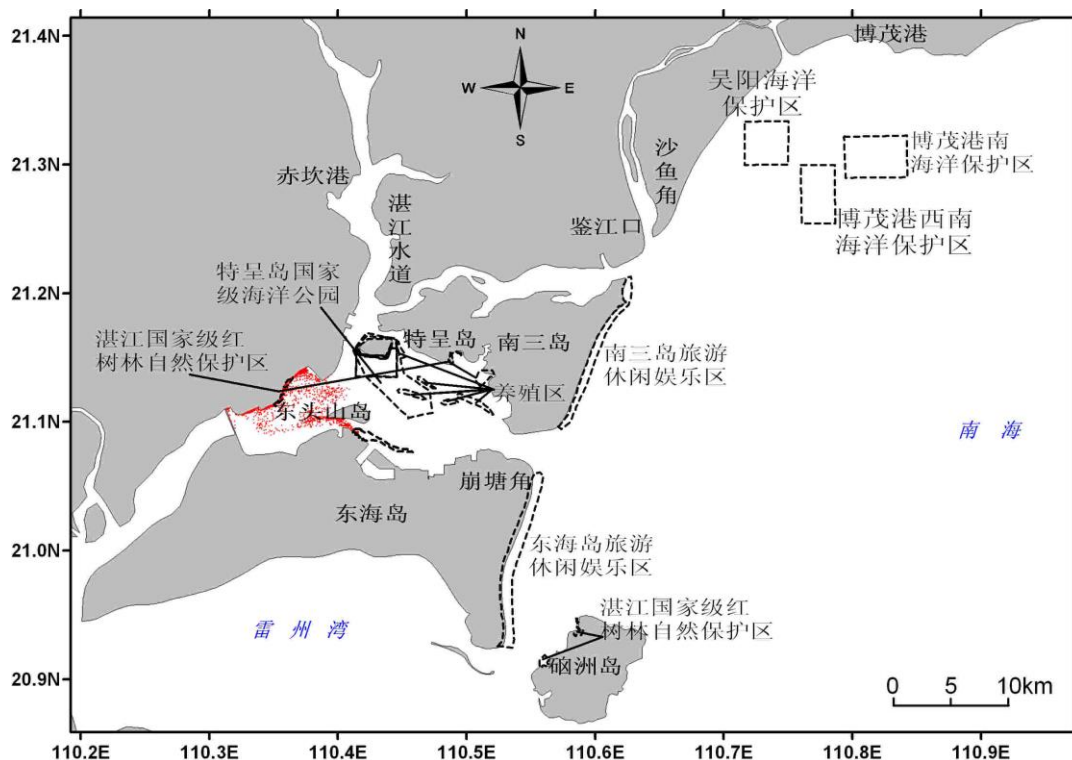 21.4N
21.3N
21.2N
21.1N
21.0N
20.9N
N
W
E
S
博茂港
吴阳海洋
保护区
博茂港南
海洋保护区
博茂港西南
海洋保护区
沙鱼角
赤坎港
湛江水道
鉴江口
特呈岛国家
级海洋公园
特呈岛
南三岛
湛江国家级红
树林自然保护区
南三岛旅游
休闲娱乐区
养殖区
东头山岛
南 海
崩塘角
东海岛
东海岛旅游
休闲娱乐区
雷 州 湾
湛江国家级红
树林自然保护区
硇洲岛
0 5 10km
110.2E 110.3E 110.4E 110.5E 110.6E 110.7E 110.8E 110.9E